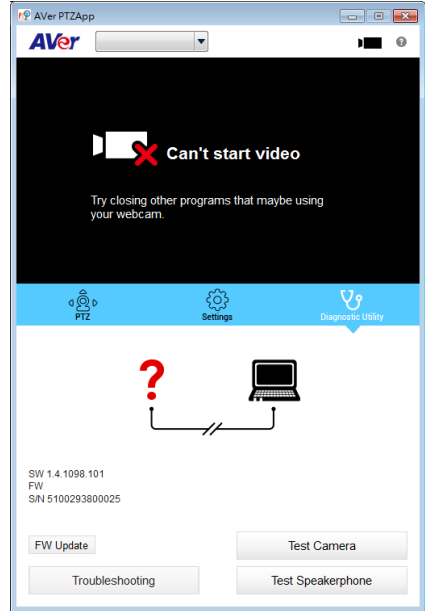 AVer PTZApp
AVer
?
Can't start video
Try closing other programs that maybe using
your webcam.
PTZ
Settings
Diagnostic Utility
?
SW 1.4.1098.101
FW
S/N 5100293800025
FW Update
Test Camera
Troubleshooting
Test Speakerphone